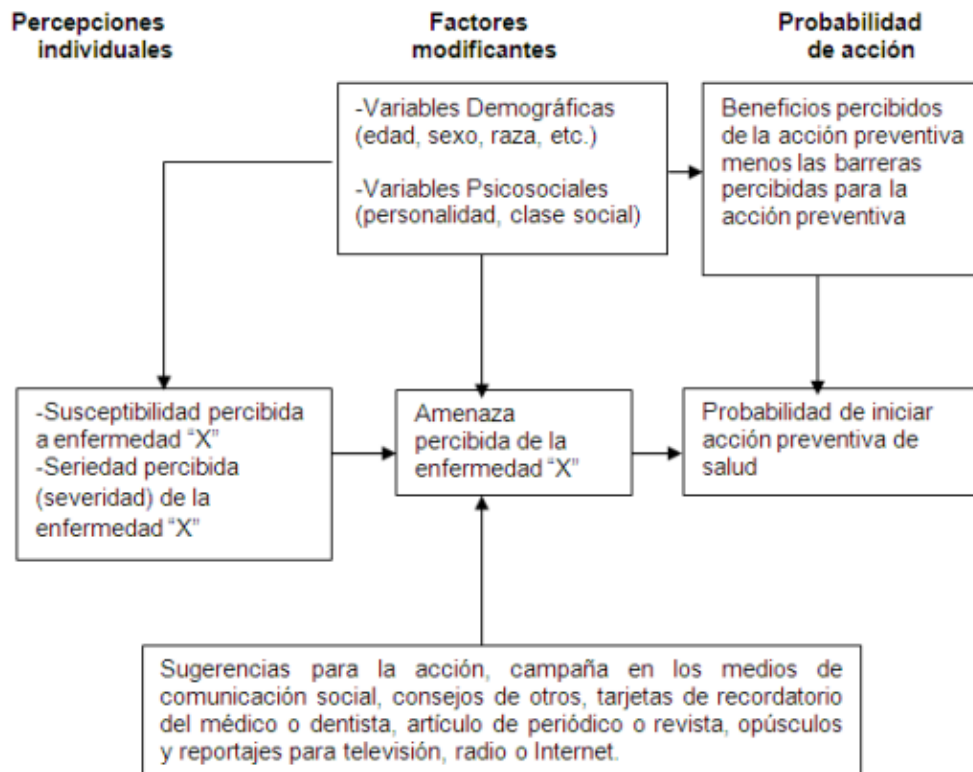 Percepciones
individuales
Factores
modificantes
Probabilidad
de acción
-Variables Demográficas
(edad, sexo, raza, etc.)
-Variables Psicosociales
(personalidad, clase social)
Beneficios percibidos
de la acción preventiva
menos las barreras
percibidas para la
acción preventiva
-Susceptibilidad percibida
a enfermedad “X”
-Seriedad percibida
(severidad) de la
enfermedad “X”
Amenaza
percibida de la
enfermedad “X”
Probabilidad de iniciar
acción preventiva de
salud
Sugerencias para la acción, campaña en los medios de
comunicación social, consejos de otros, tarjetas de recordatorio
del médico o dentista, artículo de periódico o revista, opúsculos
y reportajes para televisión, radio o Internet.